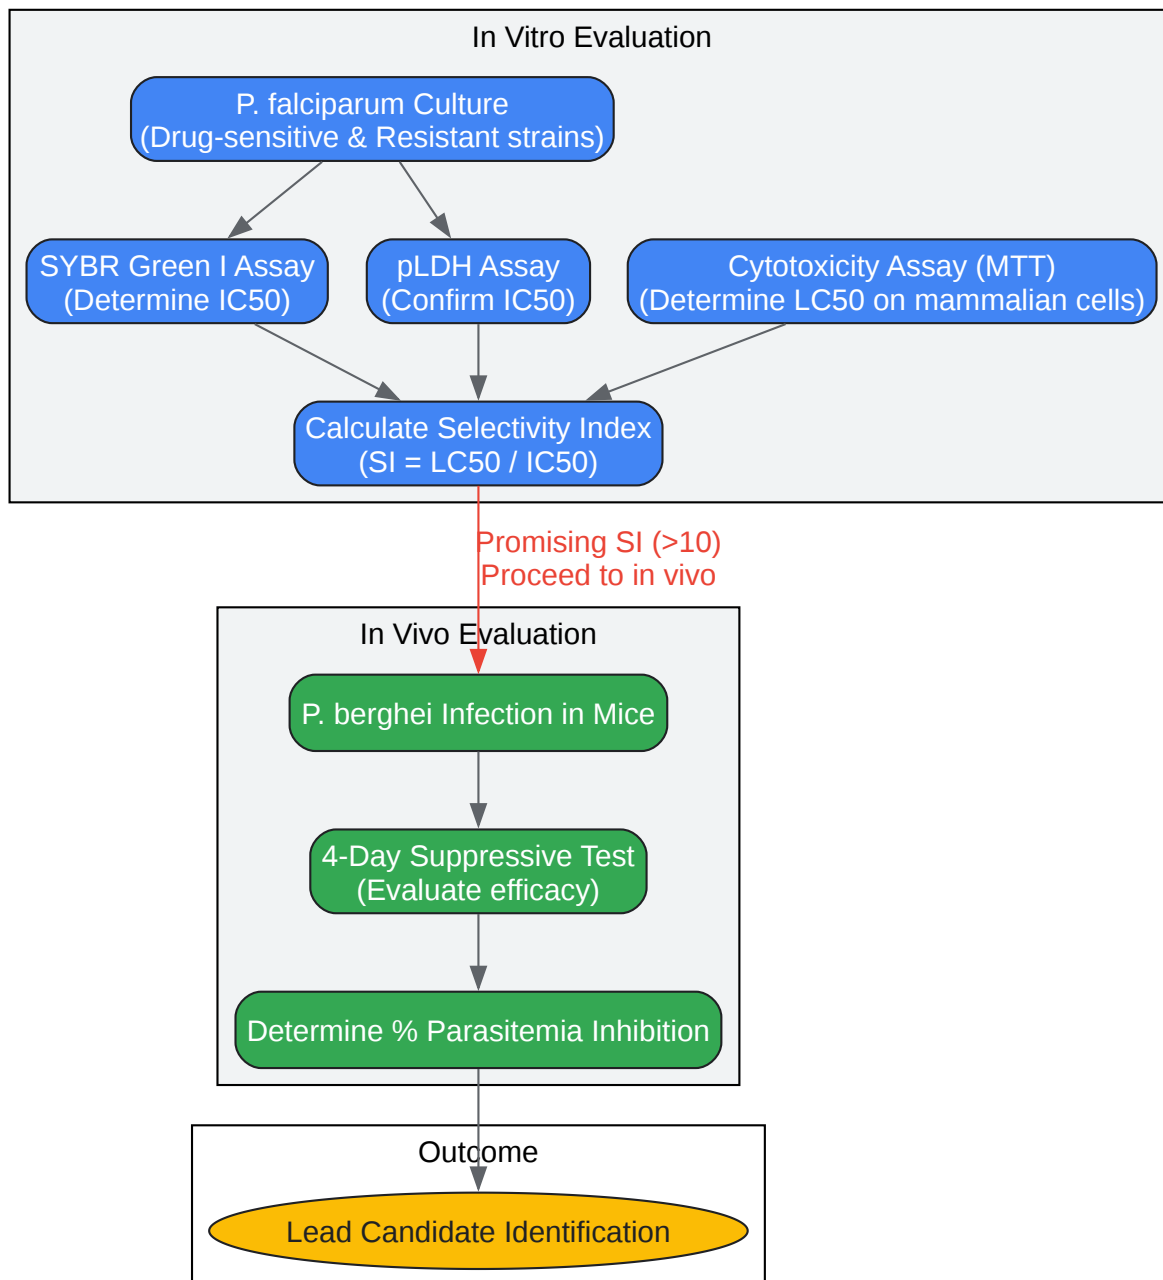 In Vitro Evaluation
P. falciparum Culture
(Drug-sensitive & Resistant strains)
SYBR Green I Assay
(Determine IC50)
pLDH Assay
(Confirm IC50)
Cytotoxicity Assay (MTT)
(Determine LC50 on mammalian cells)
Calculate Selectivity Index
(SI = LC50 / IC50)
Promising SI (>10)
Proceed to in vivo
In Vivo Evaluation
P. berghei Infection in Mice
4-Day Suppressive Test
(Evaluate efficacy)
Determine % Parasitemia Inhibition
Outcome
Lead Candidate Identification